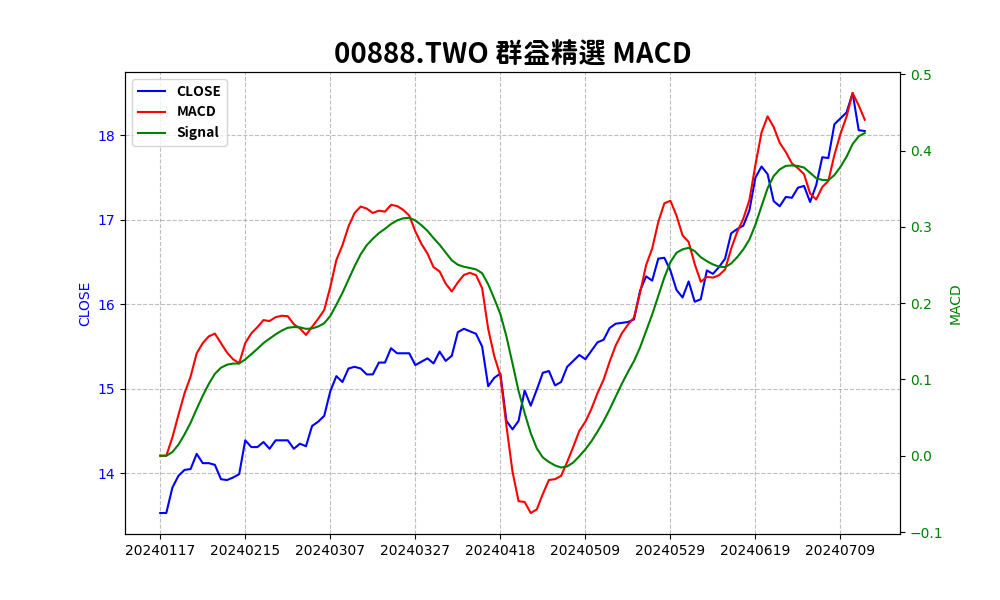 00888.TWO 群益精選 MACD
CLOSE
MACD
Signal
18
17
16
15
14
CLOSE
0.5
0.4
0.3
0.2
0.1
0.0
−0.1
MACD
20240117 20240215 20240307 20240327 20240418 20240509 20240529 20240619 20240709